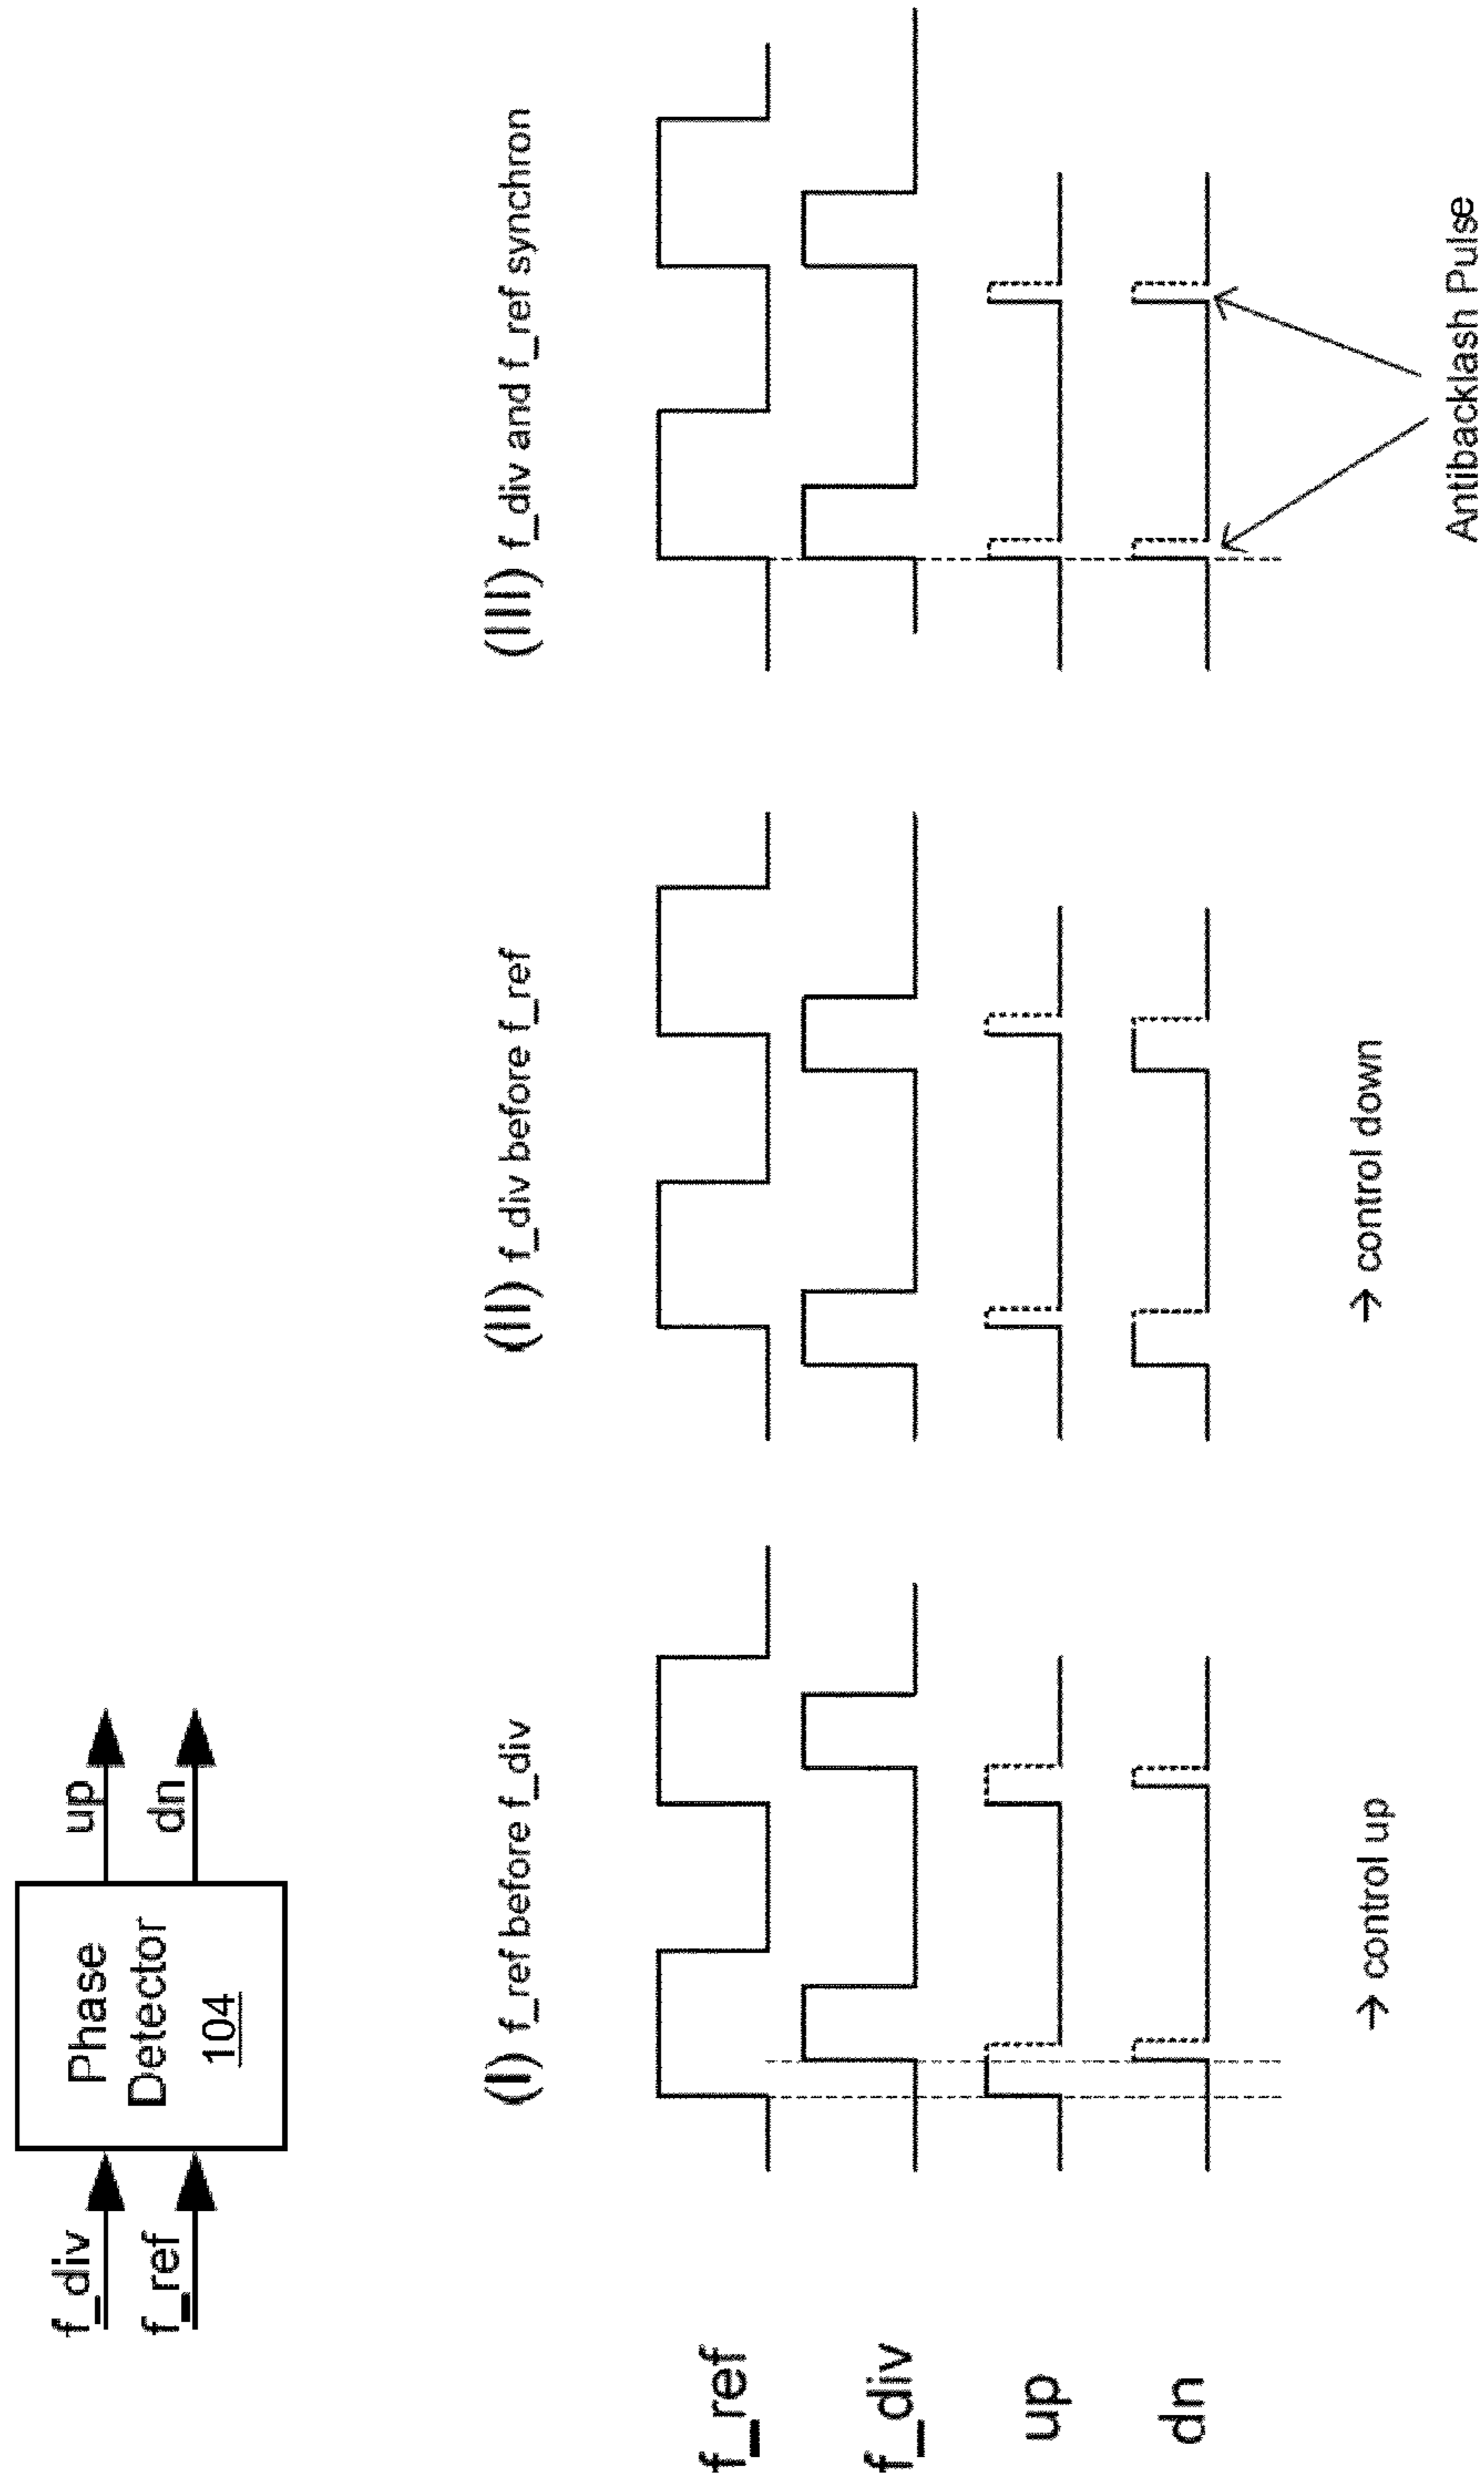 f_div
f_ref
Phase
Detector
104
up
dn
(I) f_ref before f_div
(II) f_div before f_ref
(III) f_div and f_ref synchron
f_ref
f_div
up
dn
→ control up
→ control down
Antibacklash Pulse